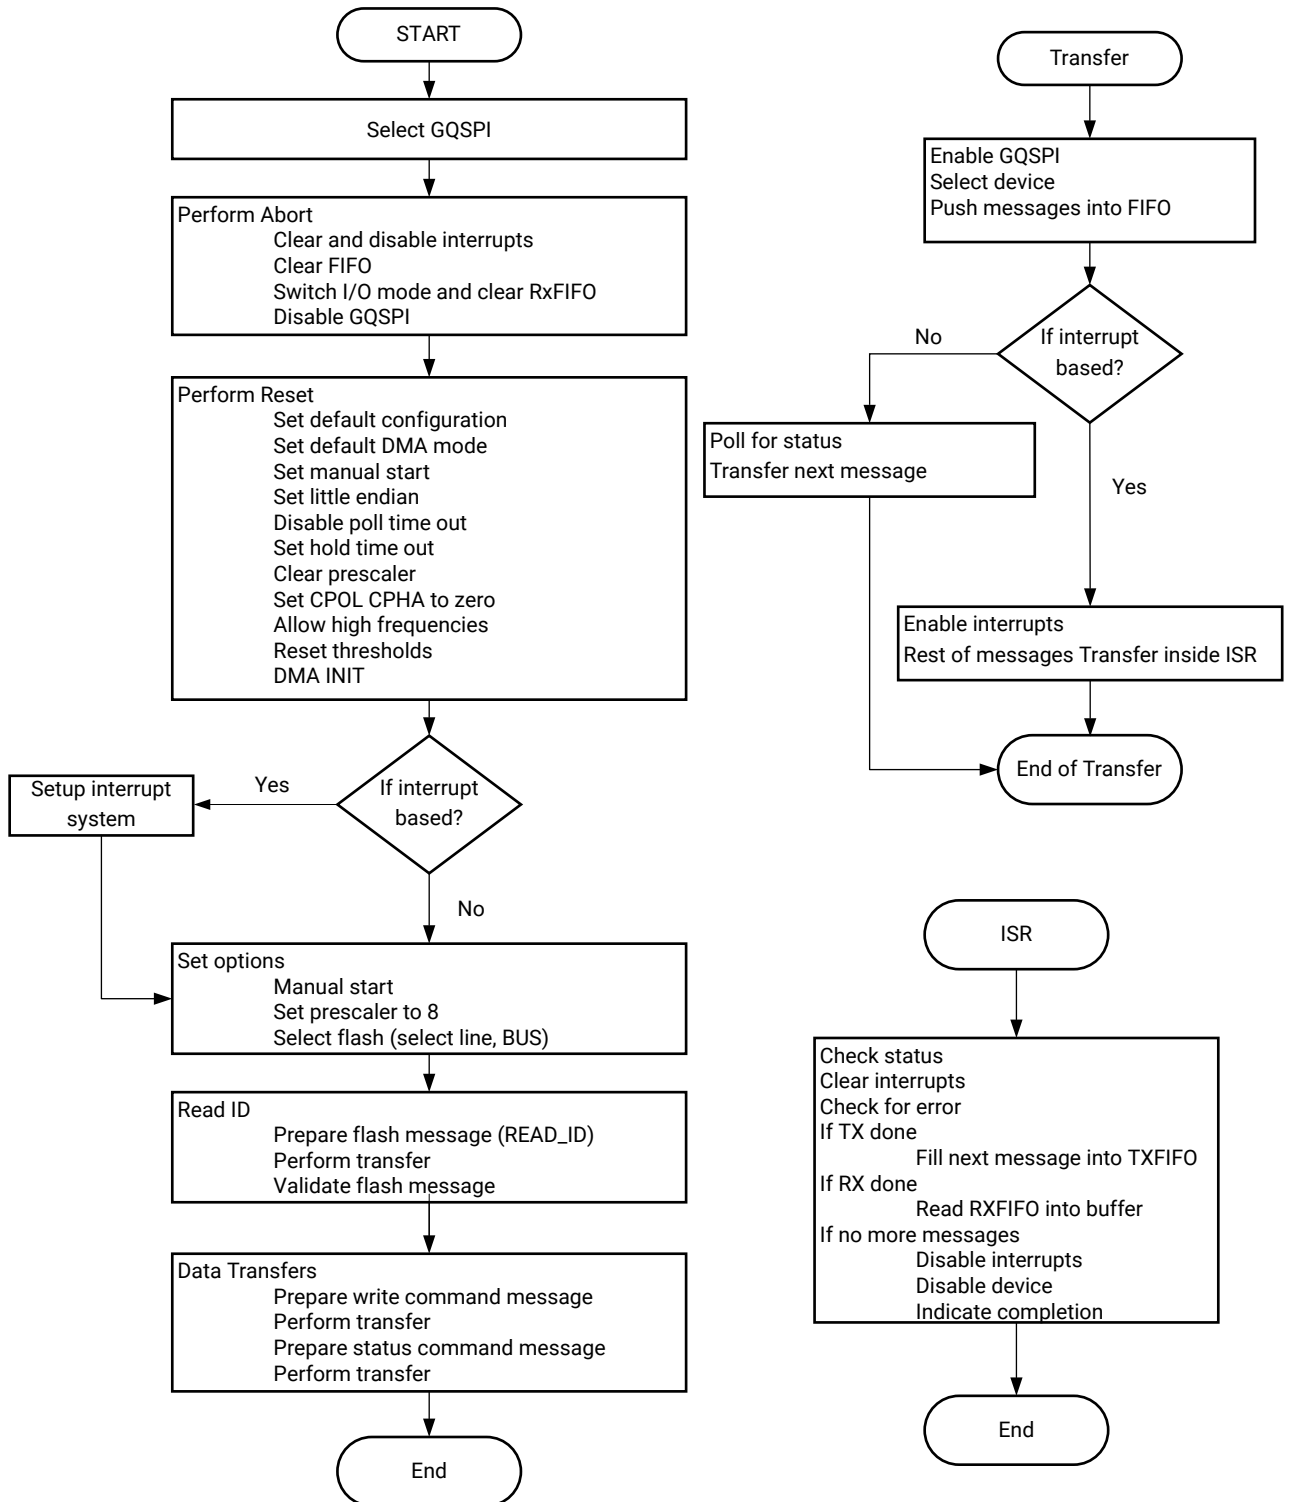 START
Select GQSPI
Perform Abort
Clear and disable interrupts
Clear FIFO
Switch I/O mode and clear RxFIFO
Disable GQSPI
Perform Reset
Set default configuration
Set default DMA mode
Set manual start
Set little endian
Disable poll time out
Set hold time out
Clear prescaler
Set CPOL CPHA to zero
Allow high frequencies
Reset thresholds
DMA INIT
If interrupt
based?
Yes
Setup interrupt
system
No
Set options
Manual start
Set prescaler to 8
Select flash (select line, BUS)
Read ID
Prepare flash message (READ_ID)
Perform transfer
Validate flash message
Data Transfers
Prepare write command message
Perform transfer
Prepare status command message
Perform transfer
End
Transfer
Enable GQSPI
Select device
Push messages into FIFO
If interrupt
based?
No
Poll for status
Transfer next message
Yes
Enable interrupts
Rest of messages Transfer inside ISR
End of Transfer
ISR
Check status
Clear interrupts
Check for error
If TX done
Fill next message into TXFIFO
If RX done
Read RXFIFO into buffer
If no more messages
Disable interrupts
Disable device
Indicate completion
End